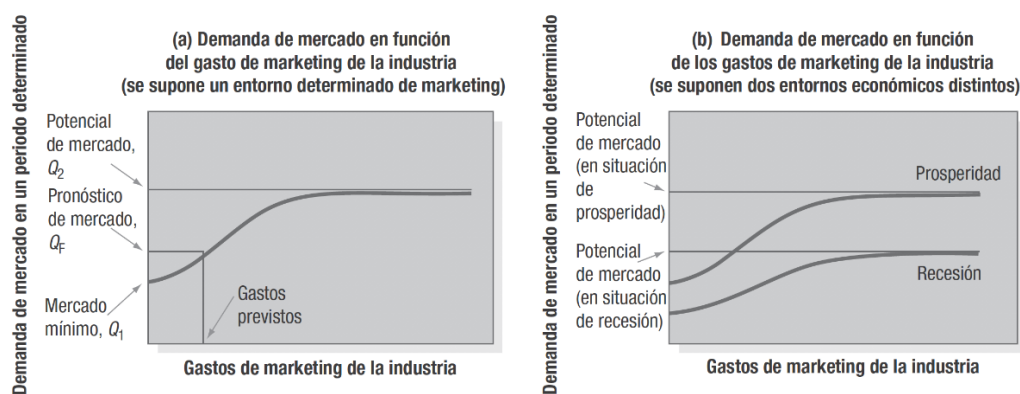 Demanda de mercado en un periodo determinado
(a) Demanda de mercado en función
del gasto de marketing de la industria
(se supone un entorno determinado de marketing)
Potencial
de mercado,
Q2
Pronóstico
de mercado,
QF
Mercado
mínimo, Q1
Gastos
previstos
Gastos de marketing de la industria
Demanda de mercado en un periodo determinado
(b) Demanda de mercado en función
de los gastos de marketing de la industria
(se suponen dos entornos económicos distintos)
Potencial
de mercado
(en situación
de
prosperidad)
Potencial
de mercado
(en situación
de recesión)
Prosperidad
Recesión
Gastos de marketing de la industria